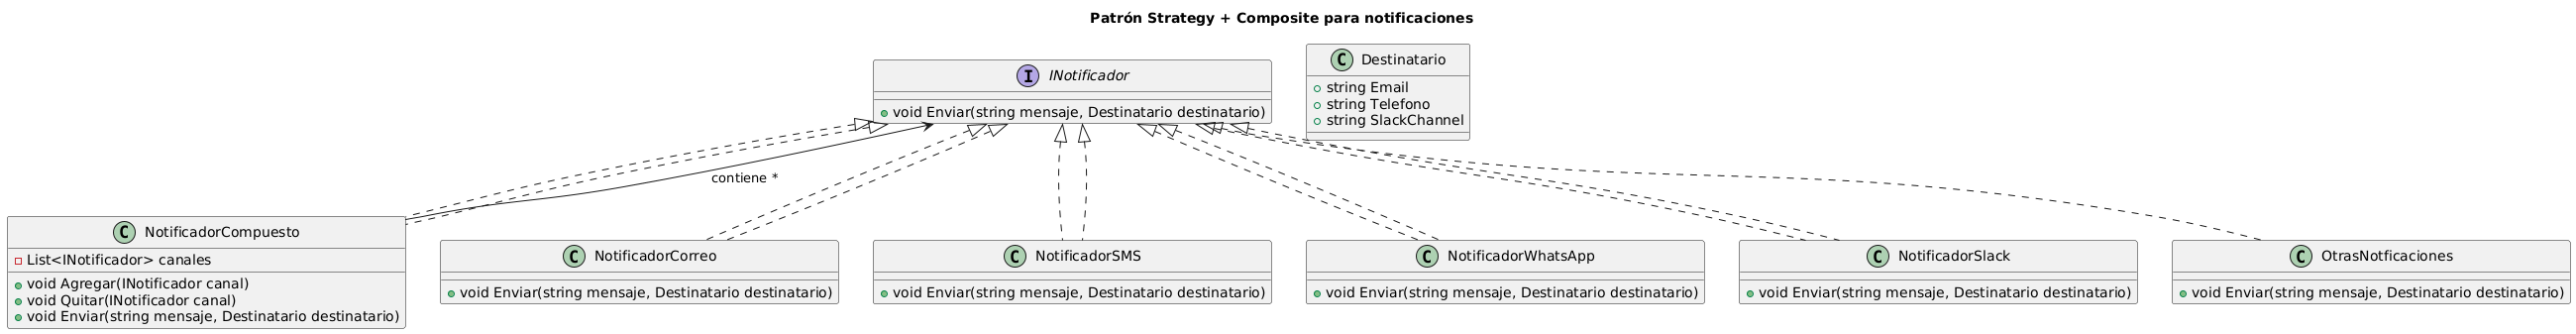 Patrón Strategy + Composite para notificaciones
I INotificador
void Enviar(string mensaje, Destinatario destinatario)
C Destinatario
string Email
string Telefono
string SlackChannel
contiene *
C NotificadorCompuesto
List<INotificador> canales
void Agregar(INotificador canal)
void Quitar(INotificador canal)
void Enviar(string mensaje, Destinatario destinatario)
C NotificadorCorreo
void Enviar(string mensaje, Destinatario destinatario)
C NotificadorSMS
void Enviar(string mensaje, Destinatario destinatario)
C NotificadorWhatsApp
void Enviar(string mensaje, Destinatario destinatario)
C NotificadorSlack
void Enviar(string mensaje, Destinatario destinatario)
C OtrasNotficaciones
void Enviar(string mensaje, Destinatario destinatario)